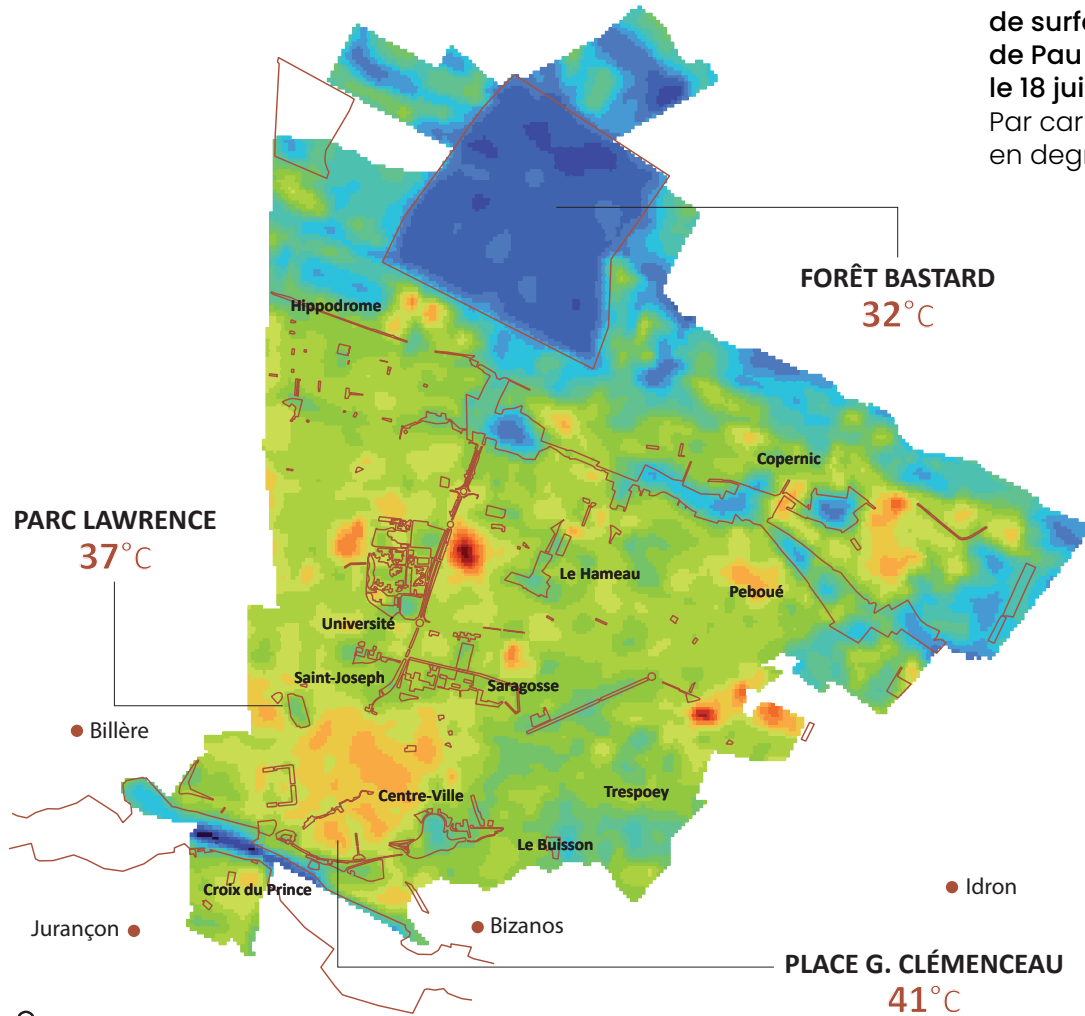 de surf
de Pau
le 18 jui
Par car
en degr
FORÊT BASTARD
32°C
Hippodrome
Copernic
PARC LAWRENCE
37°C
Le Hameau
Peboué
Université
Saint-Joseph
Saragosse
Billère
Centre-Ville
Trespoey
Le Buisson
Croix du Prince
Idron
Jurançon
Bizanos
PLACE G. CLÉMENCEAU
41°C